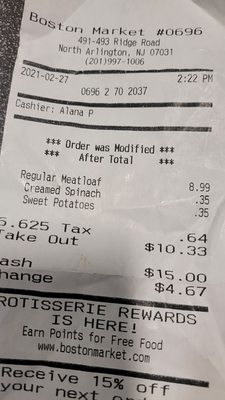 Boston Market #0696
491-493 Ridge Road
North Arlington, NJ 07031
(201)997-1006
2021-02-27 2:22 PM
0696 2 70 2037
Cashier: Alana P
*** Order was Modified ***
*** After Total ***
Regular Meatloaf 8.99
Creamed Spinach .35
Sweet Potatoes .35
6.625 Tax .64
Take Out $10.33
ash $15.00
hange $4.67
ROTISSERIE REWARDS
IS HERE!
Earn Points for Free Food
www.bostonmarket.com
Receive 15% off
your next